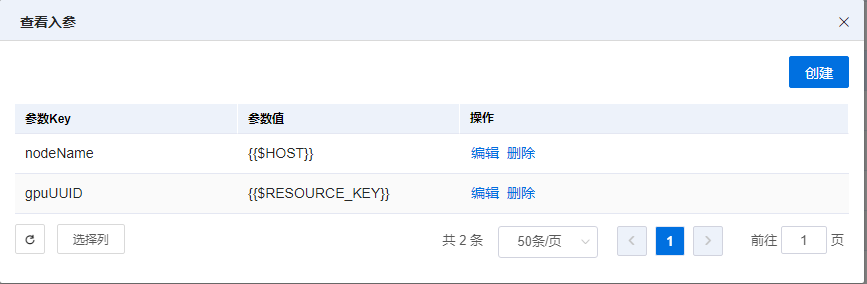 查看入参
创建
参数Key 参数值 操作
nodeName {{$HOST}} 编辑 删除
gpuUUID {{$RESOURCE_KEY}} 编辑 删除
选择列 共 2 条 50条/页 1 前往 1 页